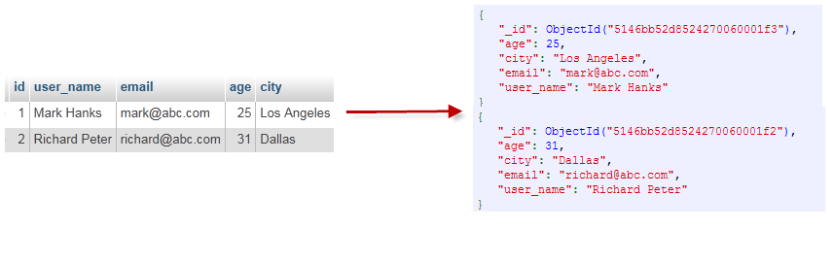 id user_name email age city
1 Mark Hanks mark@abc.com 25 Los Angeles
2 Richard Peter richard@abc.com 31 Dallas
{
"_id": ObjectId("5146bb52d8524270060001f3"),
"age": 25,
"city": "Los Angeles",
"email": "mark@abc.com",
"user_name": "Mark Hanks"
}
{
"_id": ObjectId("5146bb52d8524270060001f2"),
"age": 31,
"city": "Dallas",
"email": "richard@abc.com",
"user_name": "Richard Peter"
}